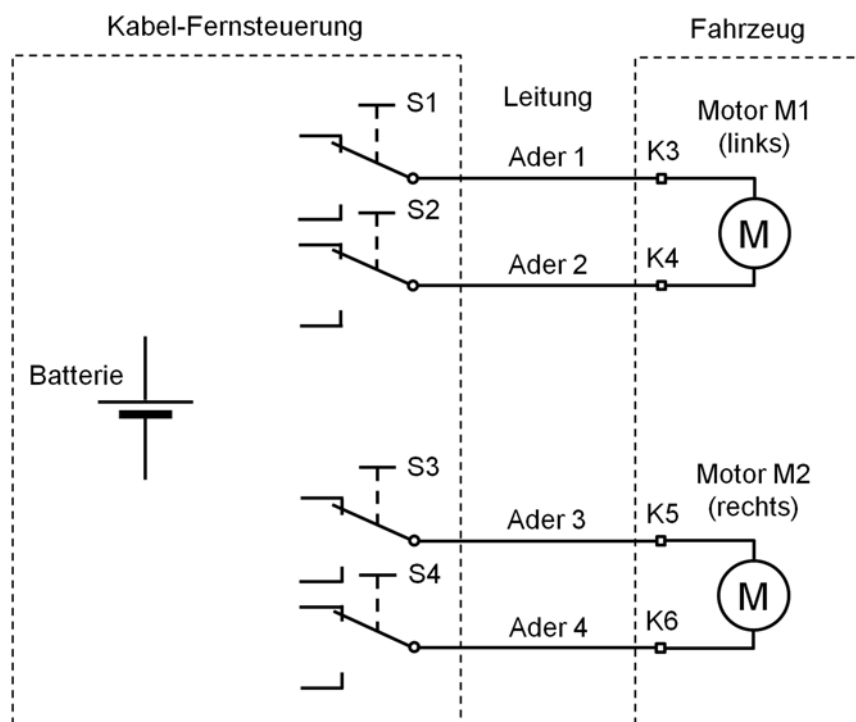 Kabel-Fernsteuerung
Fahrzeug
S1
Leitung
Motor M1
(links)
Ader 1
K3
S2
M
Ader 2
K4
Batterie
S3
Motor M2
(rechts)
Ader 3
K5
S4
M
Ader 4
K6